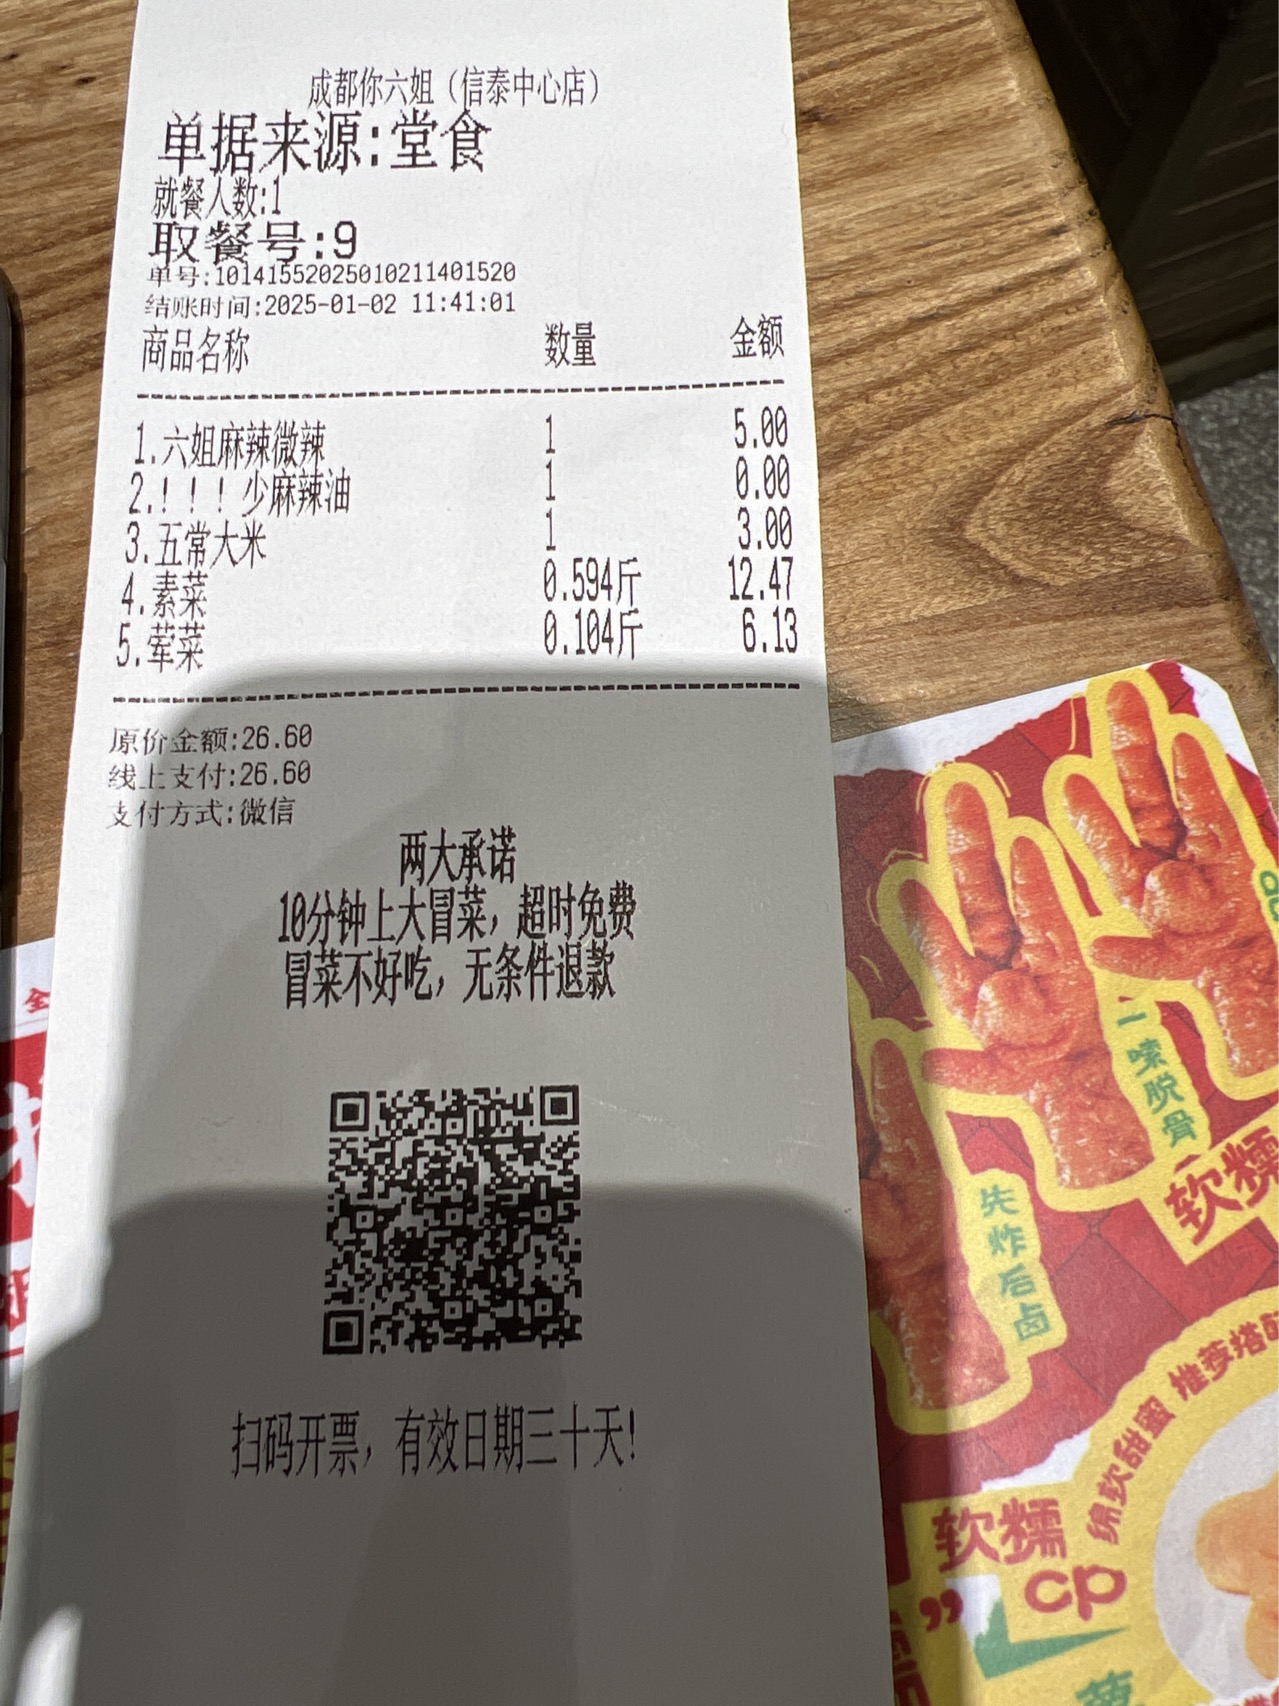 成都你六姐（信泰中心店）
单据来源:堂食
就餐人数:1
取餐号:9
单号:10141552025010211401520
结账时间:2025-01-02 11:41:01
商品名称 数量 金额
1.六姐麻辣微辣 1 5.00
2.！！！少麻辣油 1 0.00
3.五常大米 1 3.00
4.素菜 0.594斤 12.47
5.荤菜 0.104斤 6.13
原价金额:26.60
线上支付:26.60
支付方式:微信
两大承诺
10分钟上大冒菜，超时免费
冒菜不好吃，无条件退款
扫码开票，有效日期三十天!
全
一嗦脱骨
软糯
先炸后卤
绵软甜蜜 推荐搭
软糯
cp
”